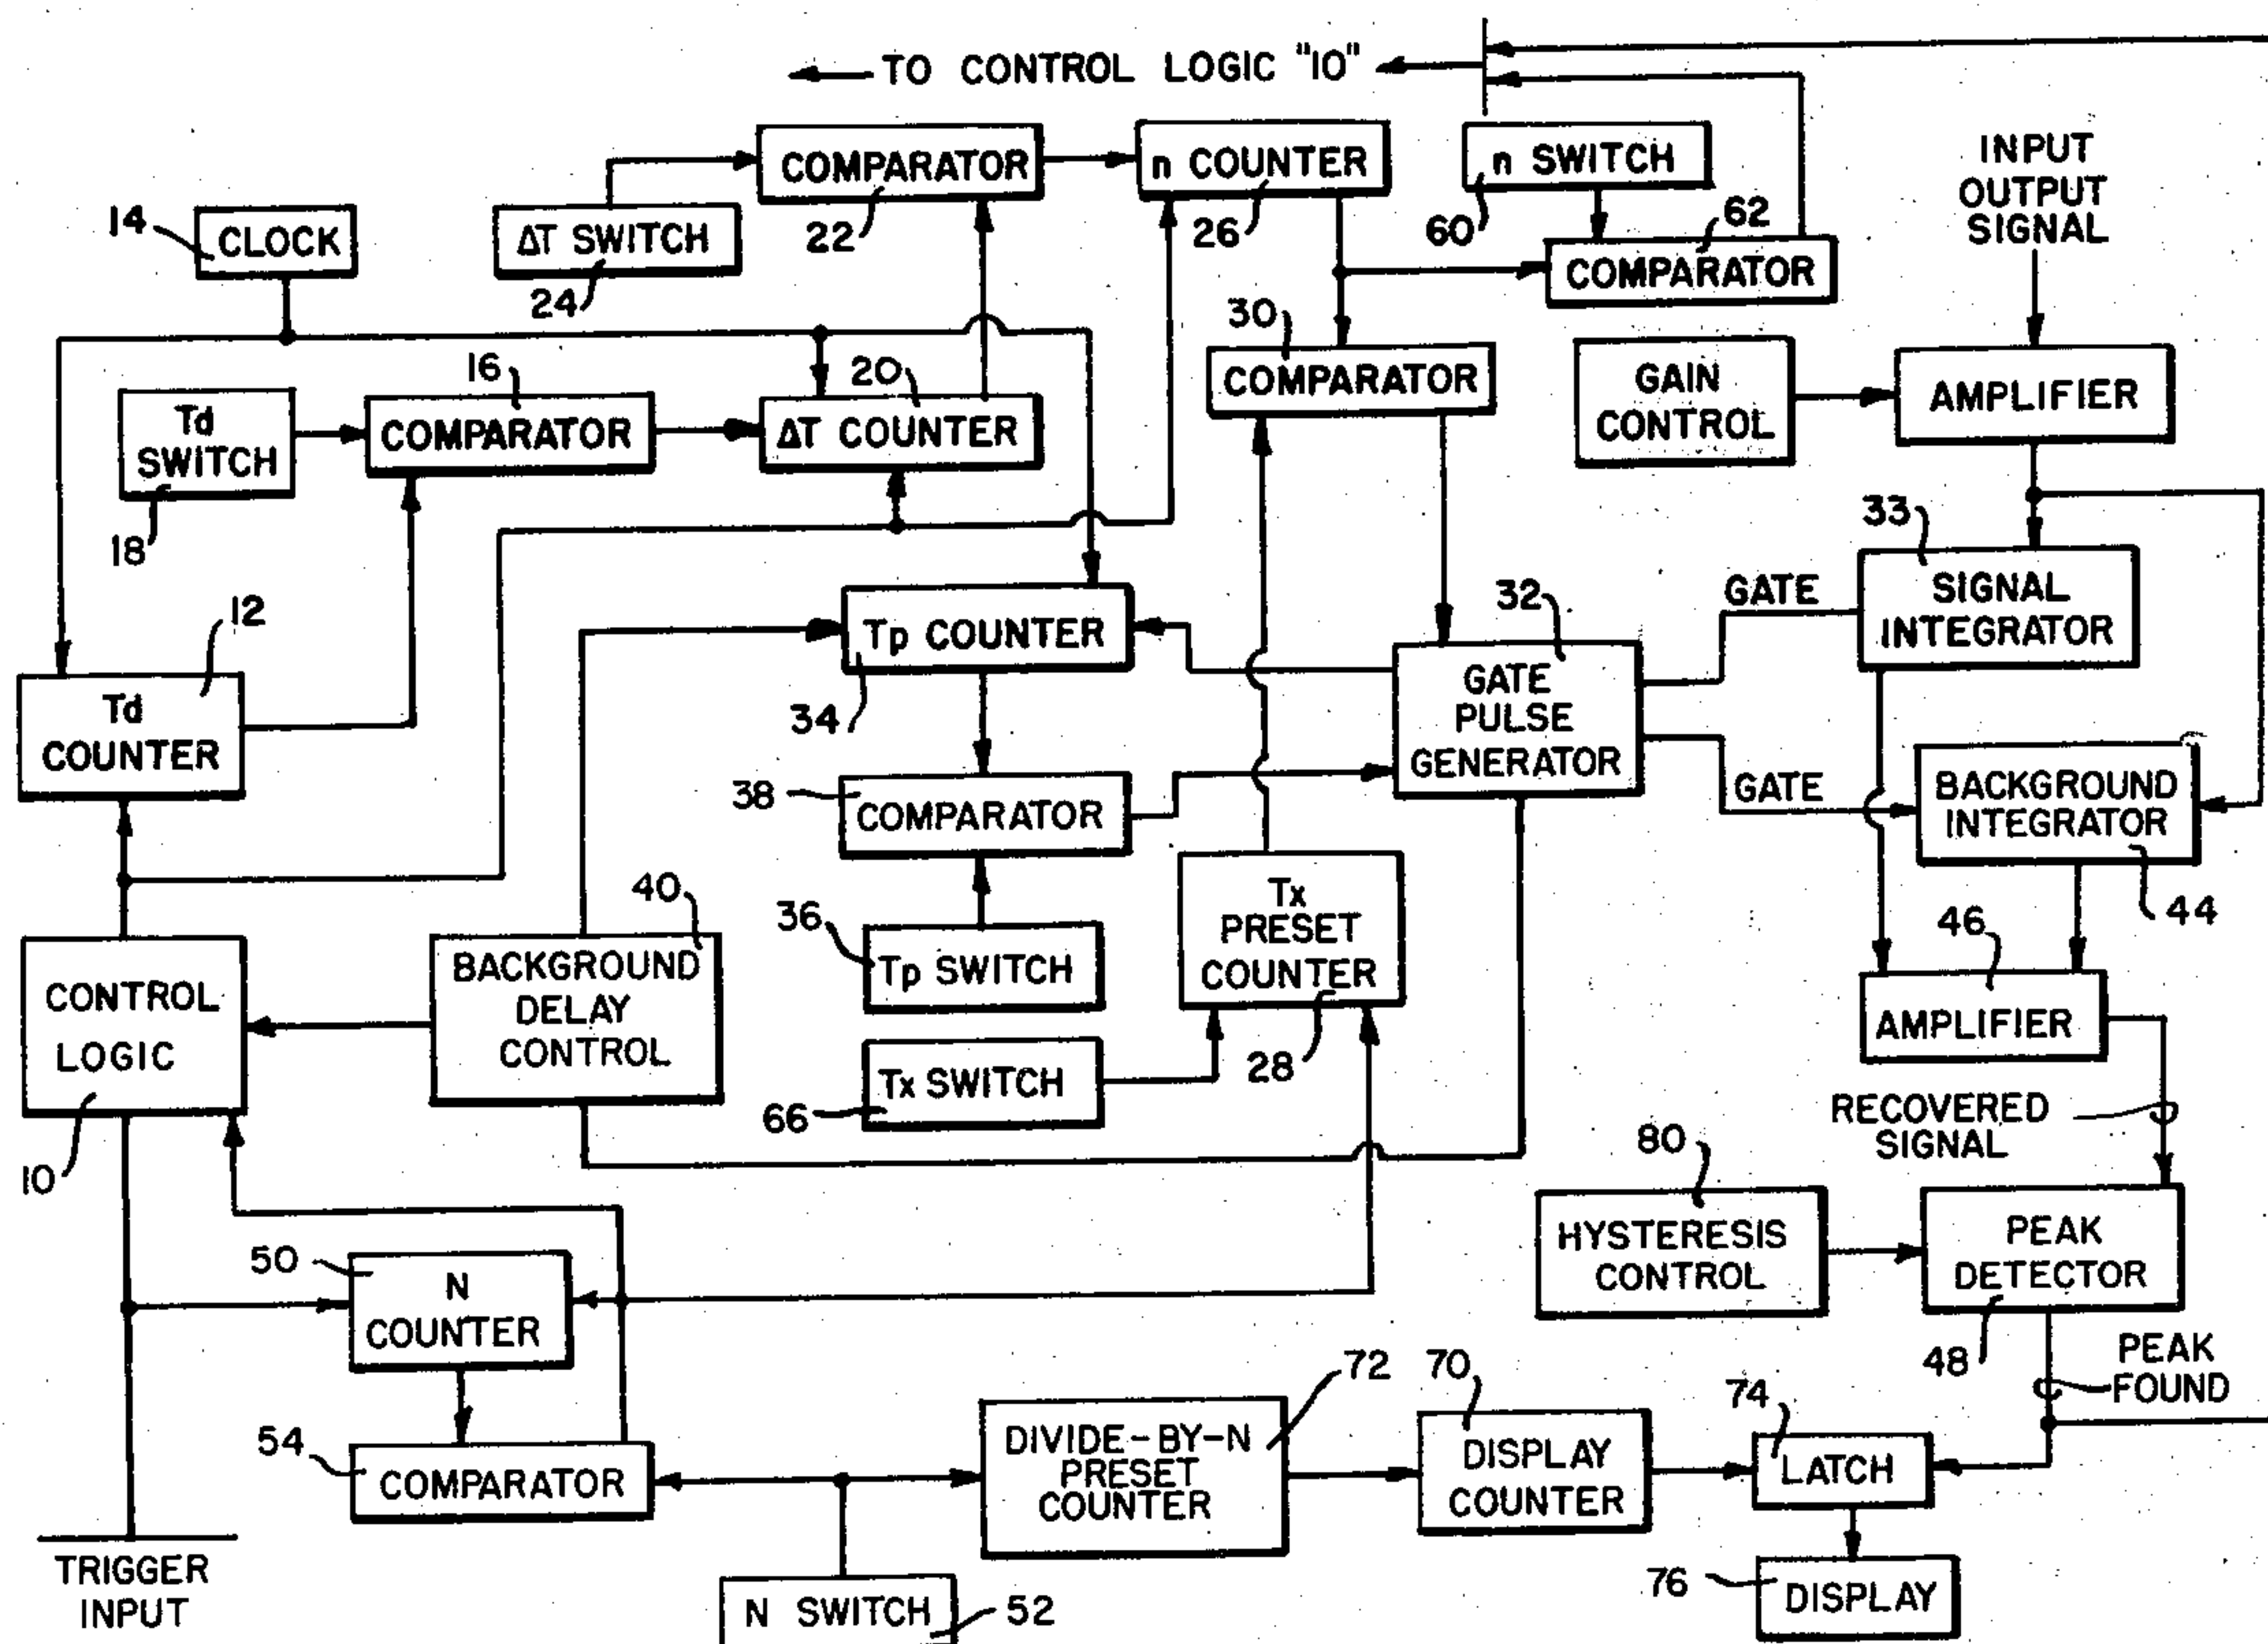 TO CONTROL LOGIC "10"
COMPARATOR
22
n COUNTER
26
n SWITCH
60
62
COMPARATOR
INPUT
OUTPUT
SIGNAL
14
CLOCK
ΔT SWITCH
24
30
COMPARATOR
GAIN
CONTROL
AMPLIFIER
Td
SWITCH
18
16
COMPARATOR
20
ΔT COUNTER
33
SIGNAL
INTEGRATOR
GATE
12
Td
COUNTER
Tp COUNTER
34
32
GATE
PULSE
GENERATOR
GATE
BACKGROUND
INTEGRATOR
44
38
COMPARATOR
36
Tp SWITCH
Tx
PRESET
COUNTER
28
46
AMPLIFIER
CONTROL
LOGIC
10
40
BACKGROUND
DELAY
CONTROL
Tx SWITCH
66
RECOVERED
SIGNAL
80
HYSTERESIS
CONTROL
PEAK
DETECTOR
48
PEAK
FOUND
50
N
COUNTER
54
COMPARATOR
72
DIVIDE-BY-N
PRESET
COUNTER
70
DISPLAY
COUNTER
74
LATCH
76
DISPLAY
TRIGGER
INPUT
N SWITCH
52